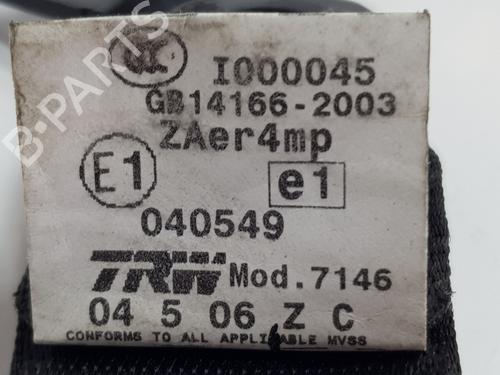 I000045
GB14166-2003
ZAer4mp
E1
e1
040549
TRW Mod.7146
04 5 06 Z C
CONFORMS TO ALL APPLICABLE MVSS
B-PARTS